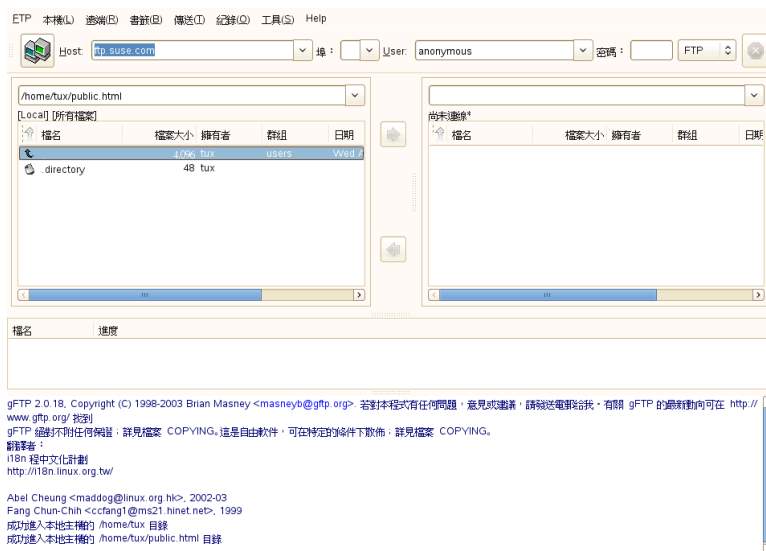 FTP 本機(L) 遠端(R) 書籤(B) 傳送(T) 紀錄(O) 工具(S) Help
Host: ftp.suse.com 埠： User: anonymous 密碼： FTP
/home/tux/public.html
[Local] [所有檔案] 尚未連線*
檔名 檔案大小 擁有者 群組 日期 檔名 檔案大小 擁有者 群組 日期
.. 4,096 tux users Wed A
.directory 48 tux
檔名 進度
gFTP 2.0.18, Copyright (C) 1998-2003 Brian Masney <masneyb@gftp.org>. 若對本程式有任何問題，意見或建議，請發送電郵給我。有關 gFTP 的最新動向可在 http://
www.gftp.org/ 找到
gFTP 絕對不附任何保證；詳見檔案 COPYING。這是自由軟件，可在特定的條件下散佈；詳見檔案 COPYING。
翻譯者：
i18n 程中文化計劃
http://i18n.linux.org.tw/
Abel Cheung <maddog@linux.org.hk>, 2002-03
Fang Chun-Chih <ccfang1@ms21.hinet.net>, 1999
成功進入本地主機的 /home/tux 目錄
成功進入本地主機的 /home/tux/public.html 目錄